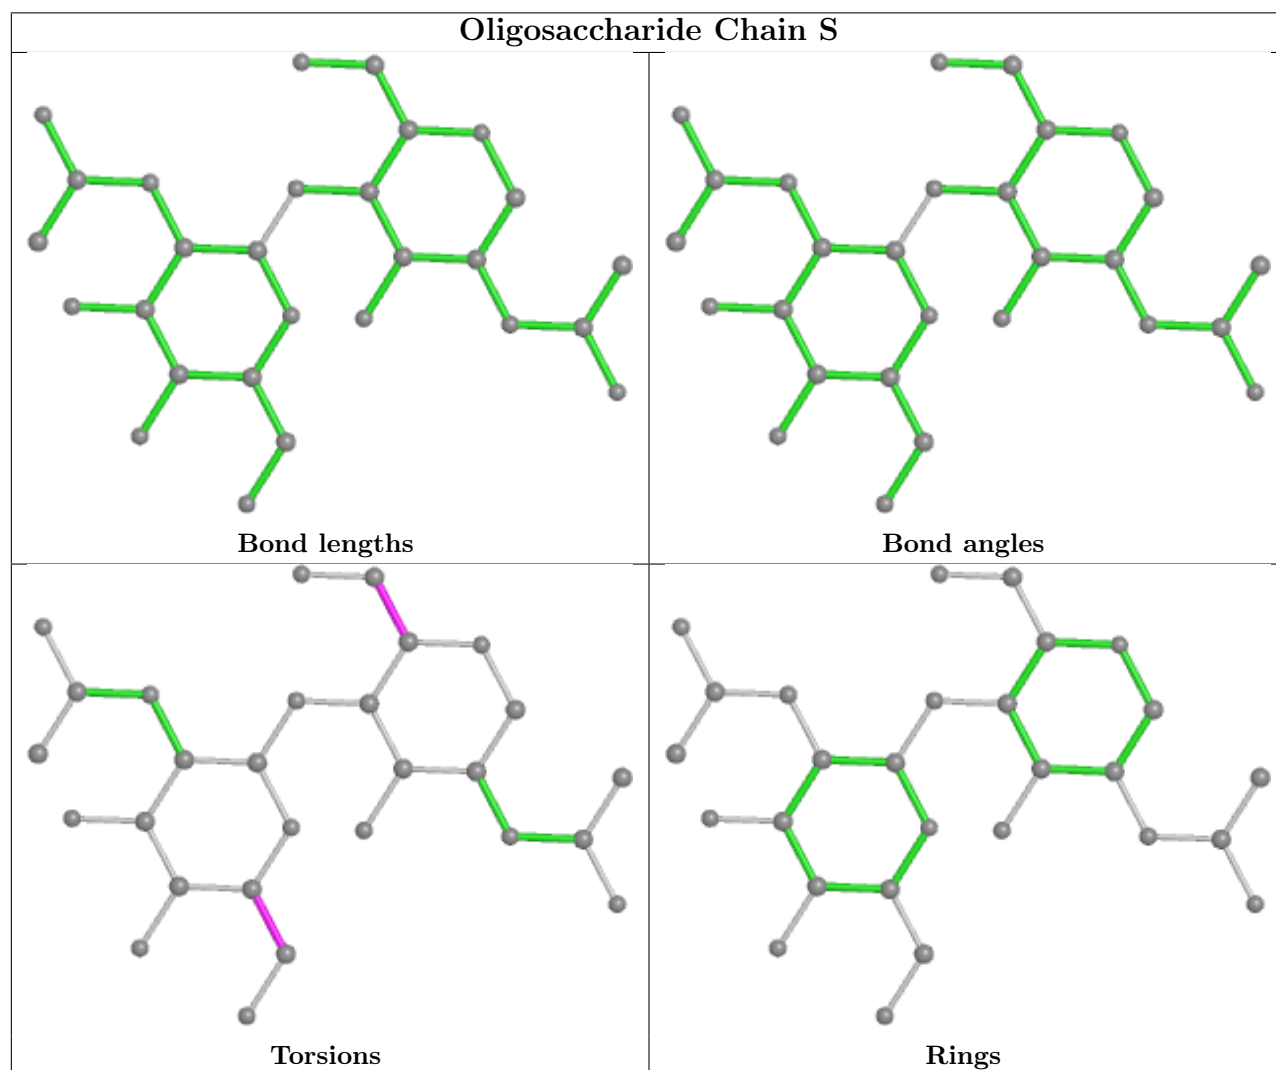 Oligosaccharide Chain S
Bond lengths
Bond angles
Torsions
Rings